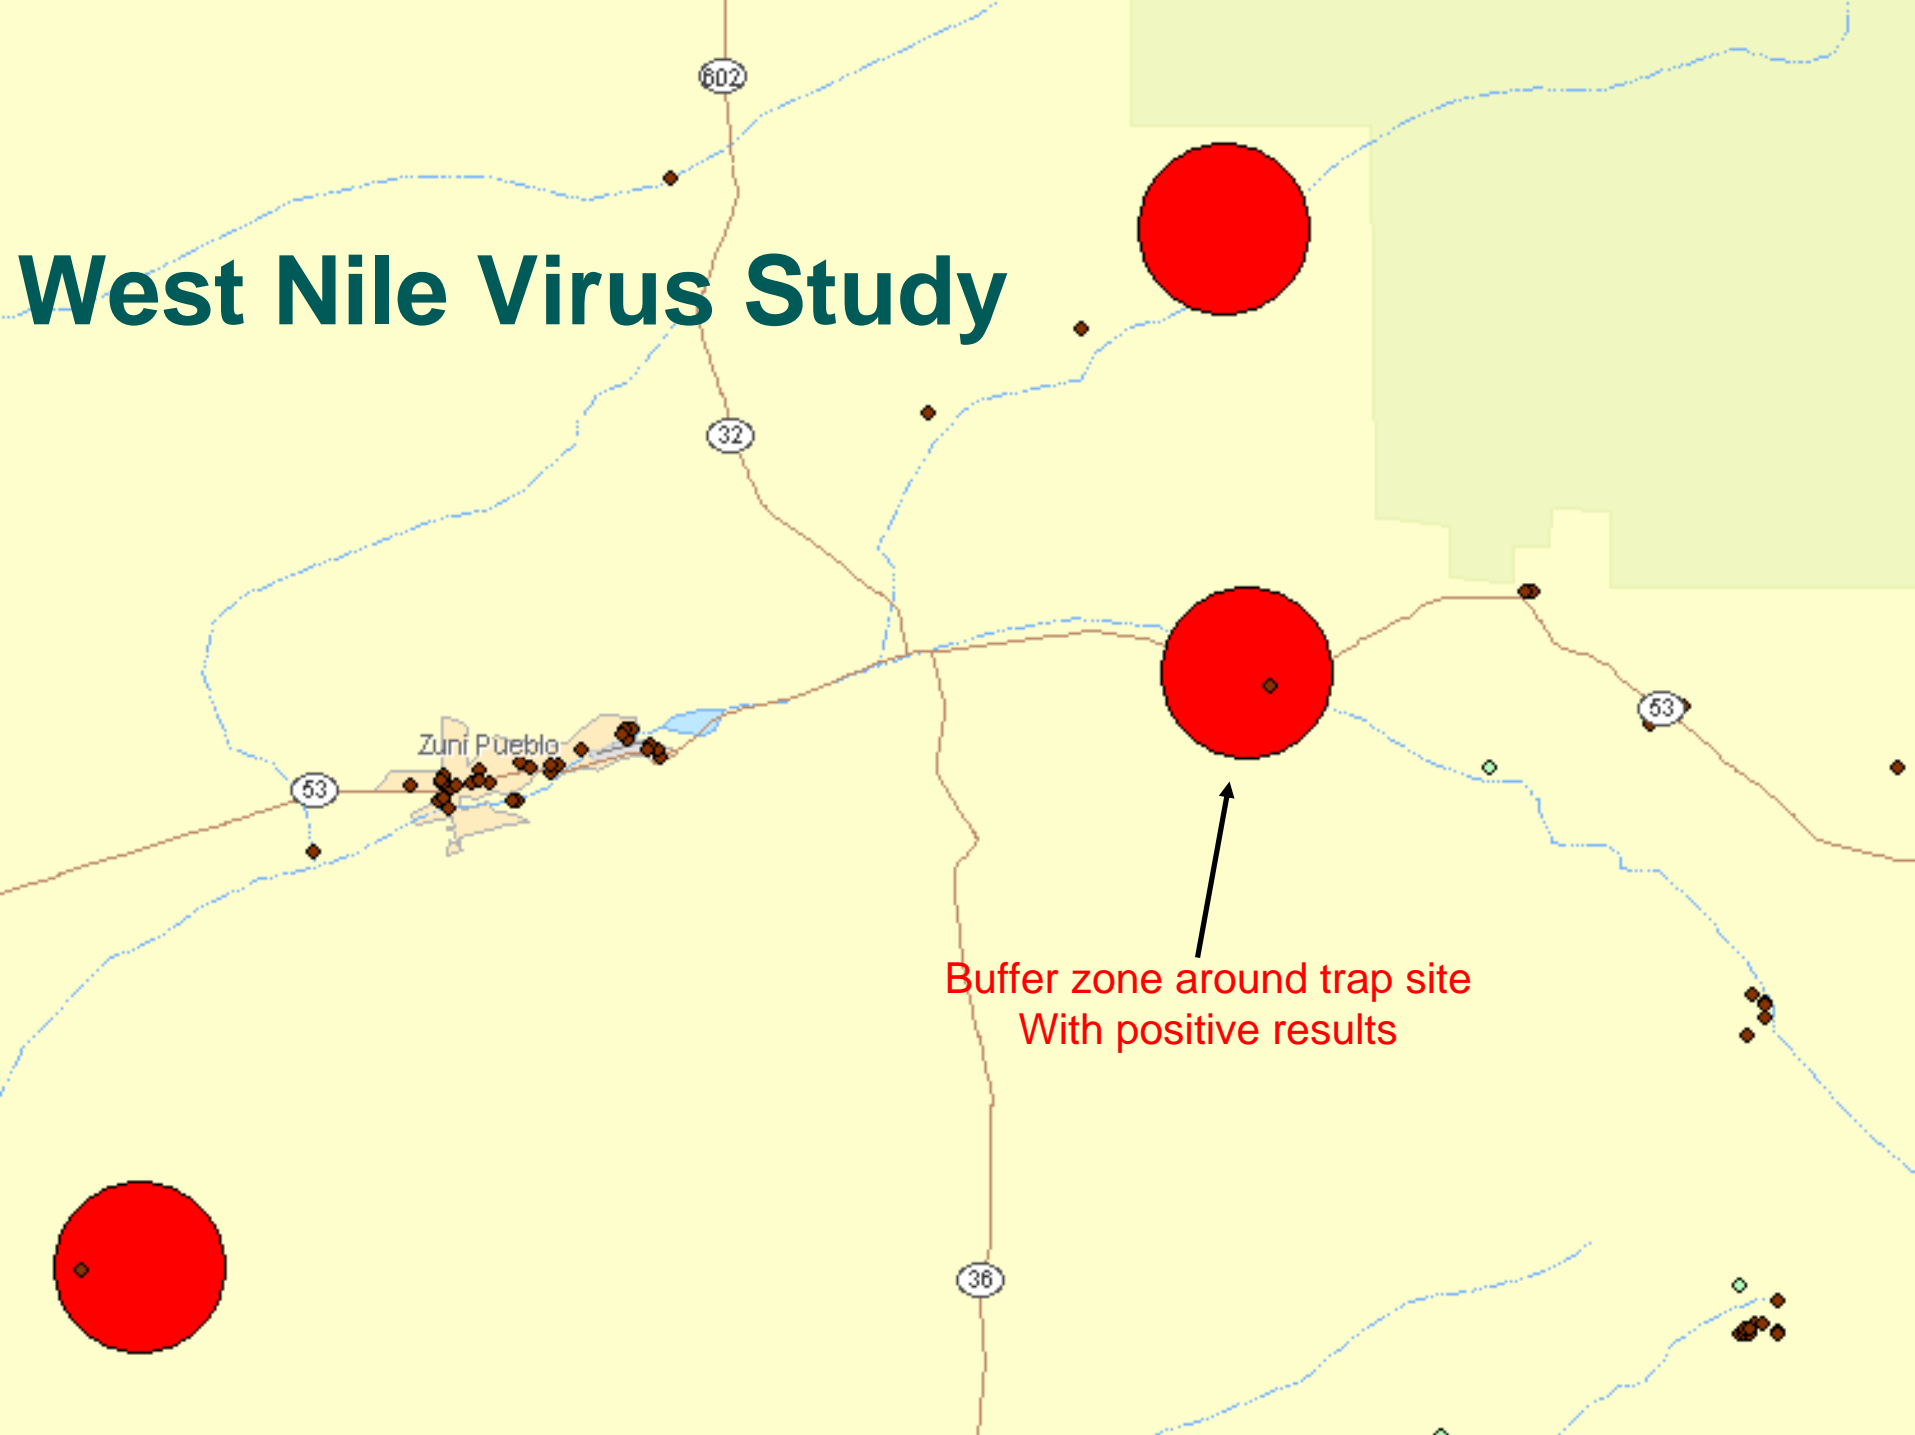 602
West Nile Virus Study
32
53
Zuni Pueblo
53
Buffer zone around trap site
With positive results
36